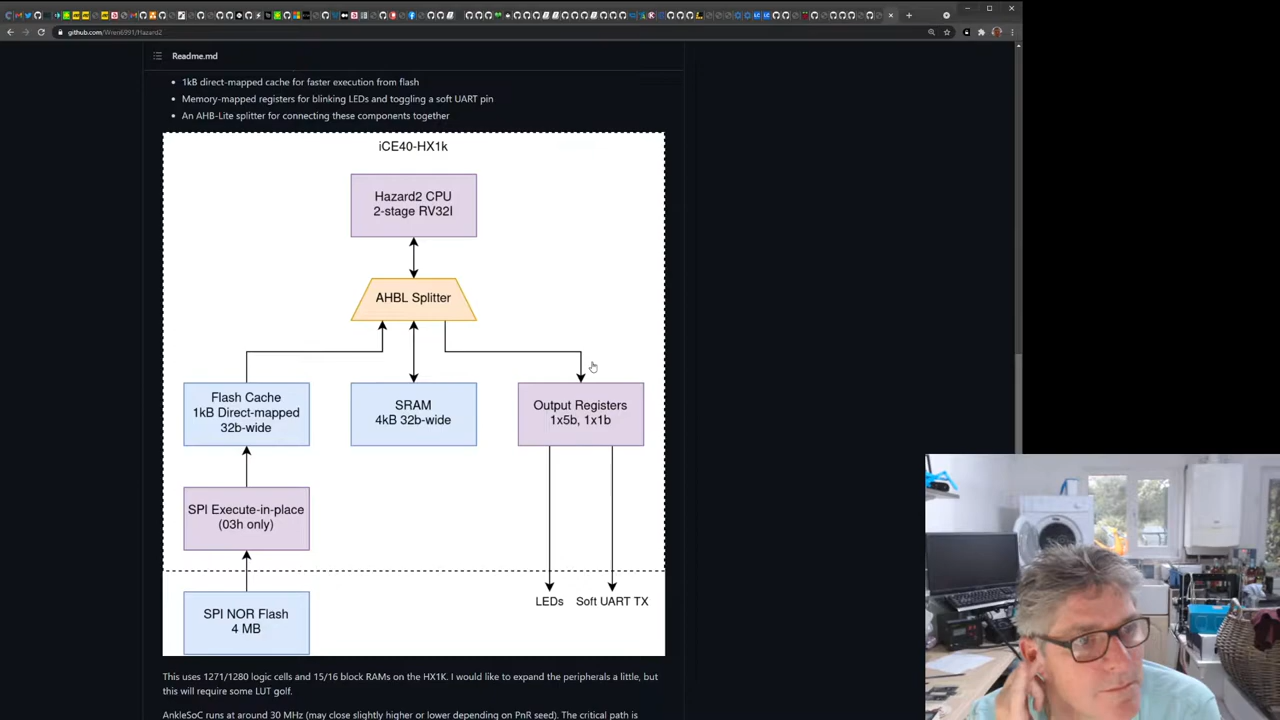 github.com/Wren6991/Hazard2
Readme.md
1kB direct-mapped cache for faster execution from flash
Memory-mapped registers for blinking LEDs and toggling a soft UART pin
An AHB-Lite splitter for connecting these components together
iCE40-HX1k
Hazard2 CPU
2-stage RV32I
AHBL Splitter
Flash Cache
1kB Direct-mapped
32b-wide
SRAM
4kB 32b-wide
Output Registers
1x5b, 1x1b
SPI Execute-in-place
(03h only)
SPI NOR Flash
4 MB
LEDs
Soft UART TX
This uses 1271/1280 logic cells and 15/16 block RAMs on the HX1K. I would like to expand the peripherals a little, but
this will require some LUT golf.
AnkleSoC runs at around 30 MHz (may close slightly higher or lower depending on PnR seed). The critical path is